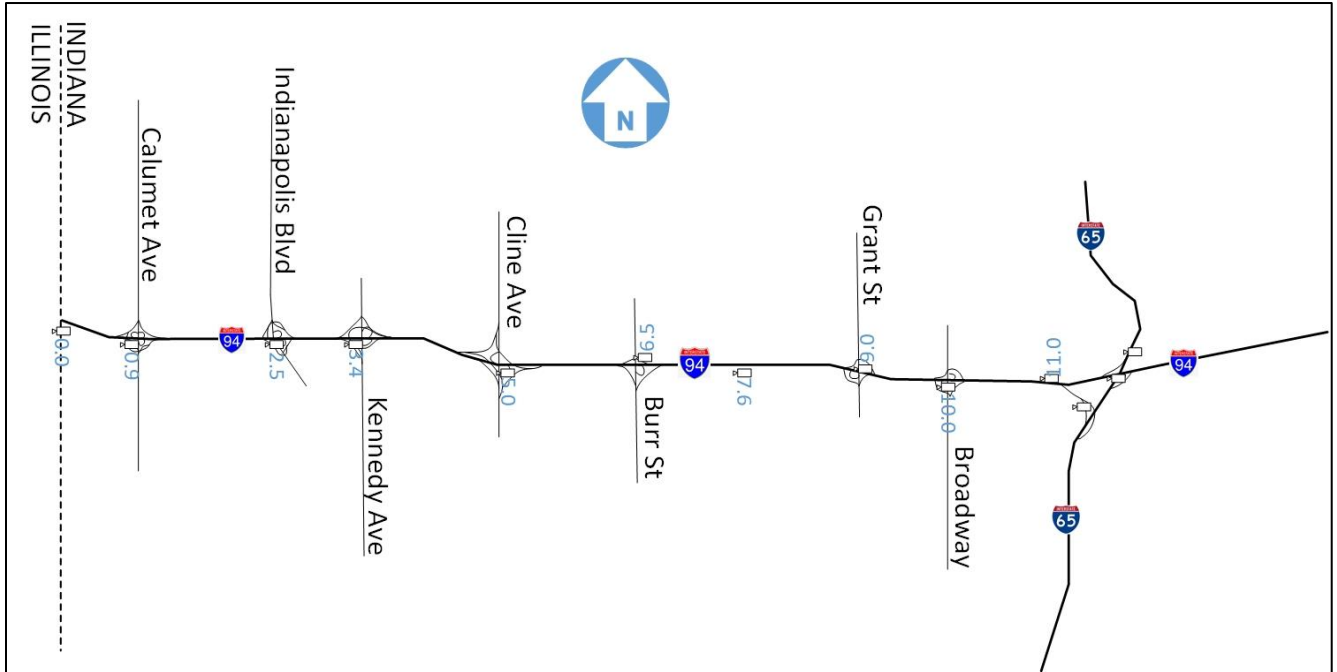 INDIANA
ILLINOIS
Calumet Ave
Indianapolis Blvd
Kennedy Ave
Cline Ave
Burr St
Grant St
Broadway
N
94
94
94
65
65
0.0
0.9
2.5
3.4
5.0
6.5
7.6
9.0
10.0
11.0